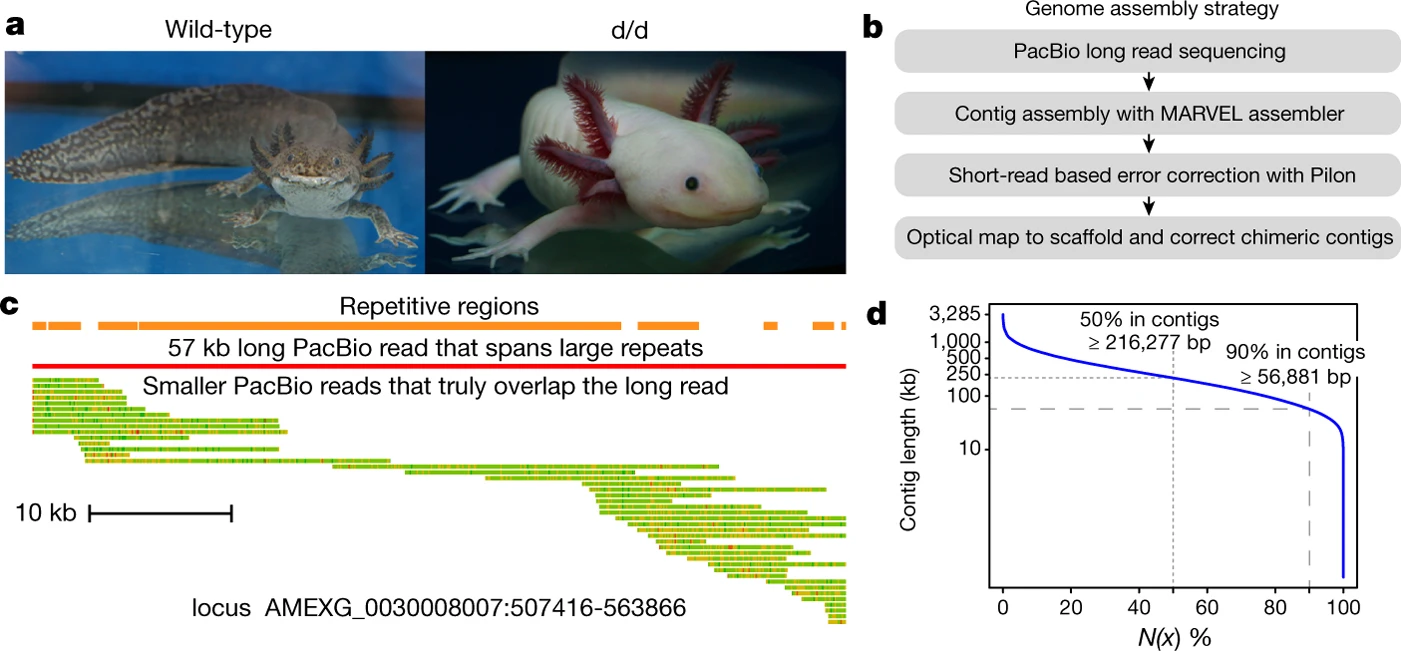 a
Wild-type
d/d
b
Genome assembly strategy
PacBio long read sequencing
Contig assembly with MARVEL assembler
Short-read based error correction with Pilon
Optical map to scaffold and correct chimeric contigs
c
Repetitive regions
57 kb long PacBio read that spans large repeats
Smaller PacBio reads that truly overlap the long read
10 kb
locus AMEXG_0030008007:507416-563866
d
Contig length (kb)
3,285
1,000
500
250
100
10
50% in contigs
≥ 216,277 bp
90% in contigs
≥ 56,881 bp
0 20 40 60 80 100
N(x) %